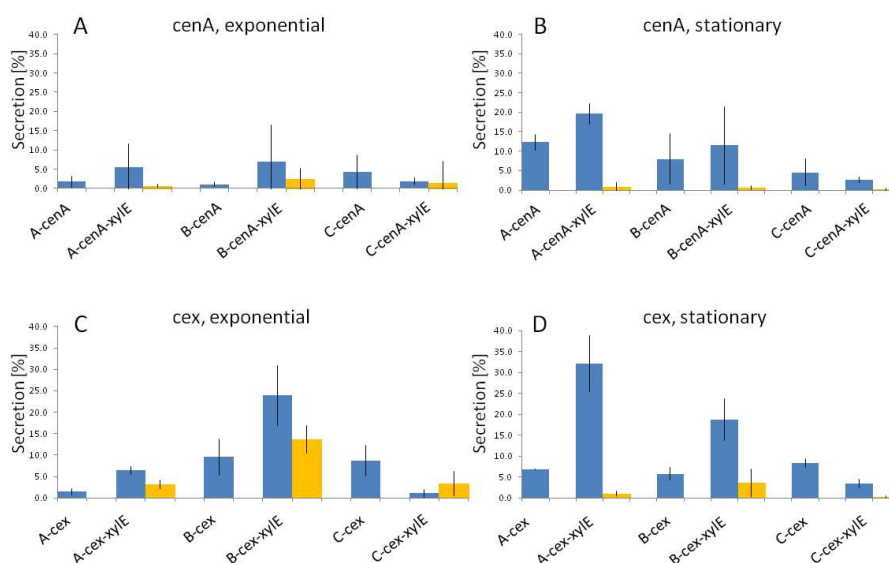 A
cenA, exponential
Secretion [%]
40.0
35.0
30.0
25.0
20.0
15.0
10.0
5.0
0.0
A-cenA
A-cenA-xylE
B-cenA
B-cenA-xylE
C-cenA
C-cenA-xylE
B
cenA, stationary
Secretion [%]
40.0
35.0
30.0
25.0
20.0
15.0
10.0
5.0
0.0
A-cenA
A-cenA-xylE
B-cenA
B-cenA-xylE
C-cenA
C-cenA-xylE
C
cex, exponential
Secretion [%]
40.0
35.0
30.0
25.0
20.0
15.0
10.0
5.0
0.0
A-cex
A-cex-xylE
B-cex
B-cex-xylE
C-cex
C-cex-xylE
D
cex, stationary
Secretion [%]
40.0
35.0
30.0
25.0
20.0
15.0
10.0
5.0
0.0
A-cex
A-cex-xylE
B-cex
B-cex-xylE
C-cex
C-cex-xylE